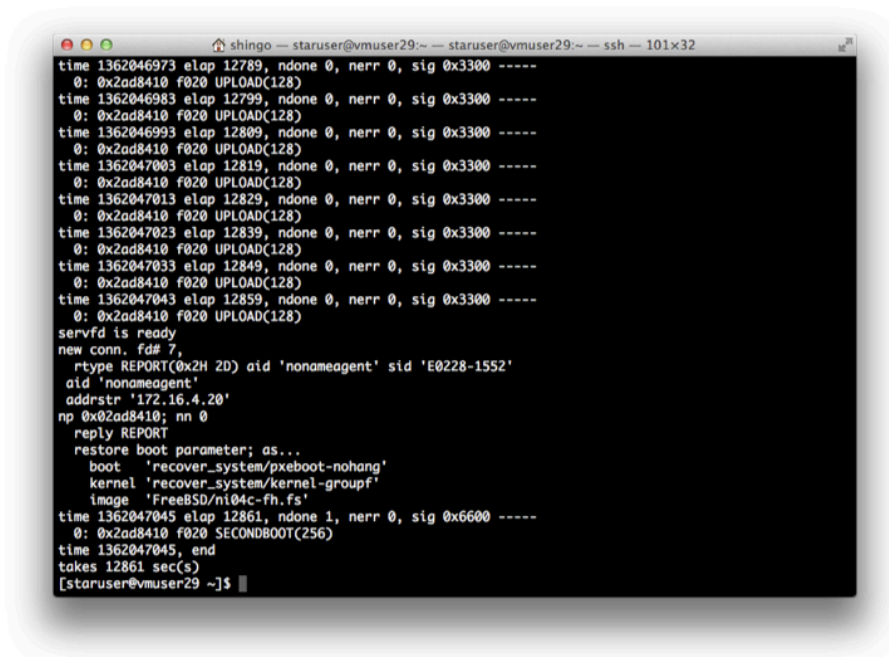 shingo — staruser@vmuser29:~ — staruser@vmuser29:~ — ssh — 101×32
time 1362046973 elap 12789, ndone 0, nerr 0, sig 0x3300 -----
  0: 0x2ad8410 f020 UPLOAD(128)
time 1362046983 elap 12799, ndone 0, nerr 0, sig 0x3300 -----
  0: 0x2ad8410 f020 UPLOAD(128)
time 1362046993 elap 12809, ndone 0, nerr 0, sig 0x3300 -----
  0: 0x2ad8410 f020 UPLOAD(128)
time 1362047003 elap 12819, ndone 0, nerr 0, sig 0x3300 -----
  0: 0x2ad8410 f020 UPLOAD(128)
time 1362047013 elap 12829, ndone 0, nerr 0, sig 0x3300 -----
  0: 0x2ad8410 f020 UPLOAD(128)
time 1362047023 elap 12839, ndone 0, nerr 0, sig 0x3300 -----
  0: 0x2ad8410 f020 UPLOAD(128)
time 1362047033 elap 12849, ndone 0, nerr 0, sig 0x3300 -----
  0: 0x2ad8410 f020 UPLOAD(128)
time 1362047043 elap 12859, ndone 0, nerr 0, sig 0x3300 -----
  0: 0x2ad8410 f020 UPLOAD(128)
servfd is ready
new conn. fd# 7,
  rtype REPORT(0x2H 2D) aid 'nonameagent' sid 'E0228-1552'
 aid 'nonameagent'
 addrstr '172.16.4.20'
np 0x02ad8410; nn 0
  reply REPORT
  restore boot parameter; as...
    boot   'recover_system/pxeboot-nohang'
    kernel 'recover_system/kernel-groupf'
    image  'FreeBSD/ni04c-fh.fs'
time 1362047045 elap 12861, ndone 1, nerr 0, sig 0x6600 -----
  0: 0x2ad8410 f020 SECONDBOOT(256)
time 1362047045, end
takes 12861 sec(s)
[staruser@vmuser29 ~]$